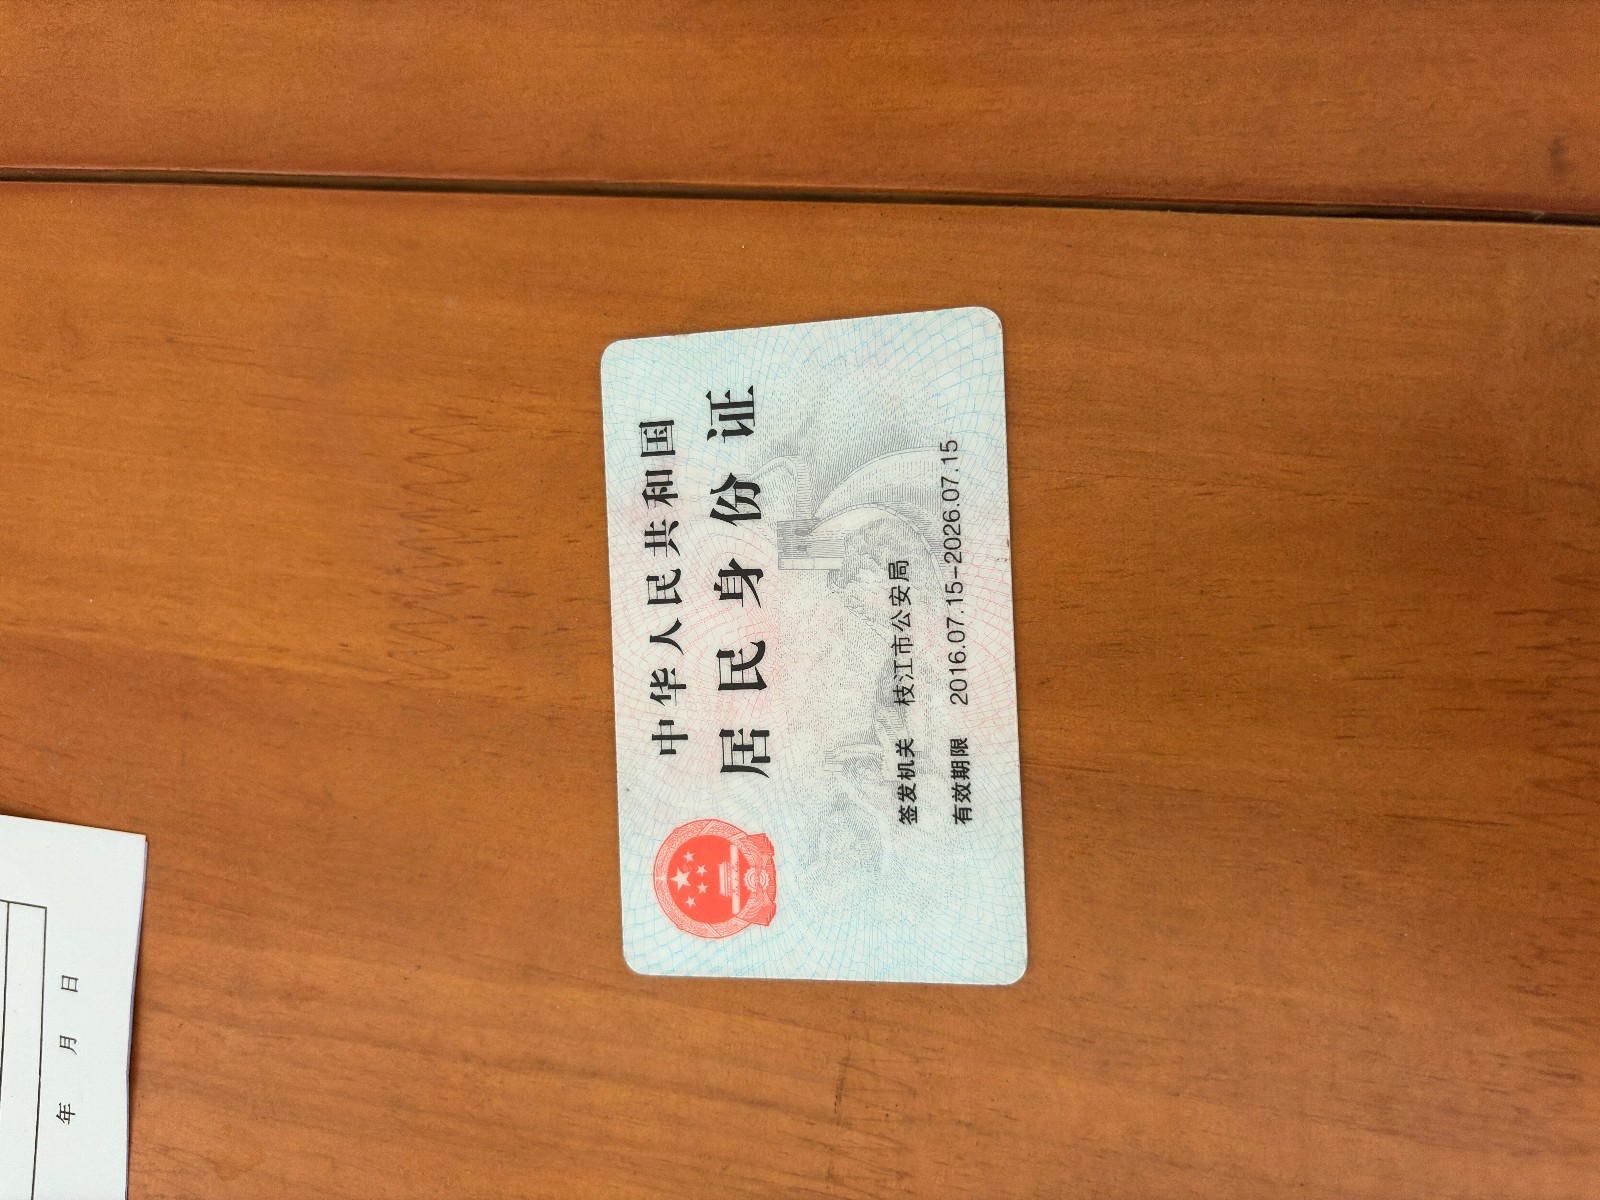 中华人民共和国
居民身份证
签发机关 枝江市公安局
有效期限 2016.07.15-2026.07.15
年 月 日